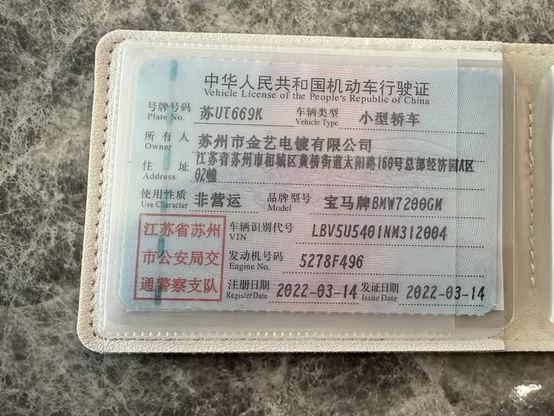 中华人民共和国机动车行驶证
Vehicle License of the People's Republic of China
号牌号码 苏UT669K 车辆类型 小型轿车
Plate No. Vehicle Type
所有人 苏州市金艺电镀有限公司
Owner
住址 江苏省苏州市相城区黄桥街道太阳路160号总部经济园A区
Address 02幢
使用性质 非营运 品牌型号 宝马牌BMW7200GM
Use Character Model
江苏省苏州 车辆识别代号 LBV5U5401NM312004
VIN
市公安局交 发动机号码 5278F496
Engine No.
通警察支队 注册日期 2022-03-14 发证日期 2022-03-14
Register Date Issue Date